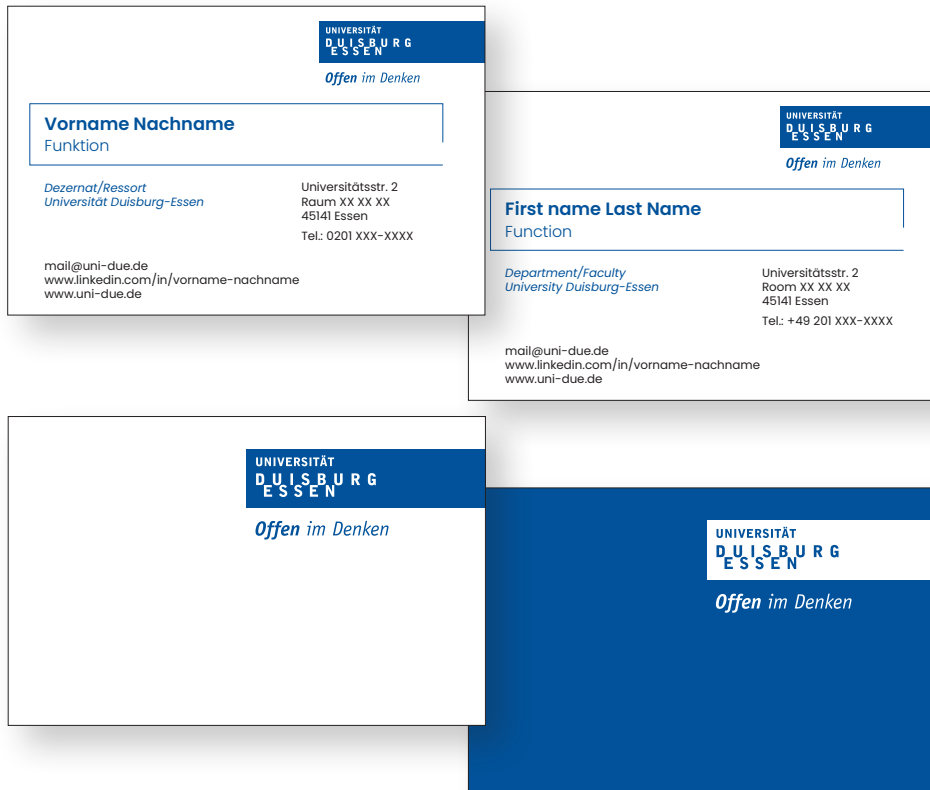 UNIVERSITÄT
DUISBURG
ESSEN
Offen im Denken
Vorname Nachname
Funktion
Dezernat/Ressort
Universität Duisburg-Essen
Universitätsstr. 2
Raum XX XX XX
45141 Essen
Tel.: 0201 XXX-XXXX
mail@uni-due.de
www.linkedin.com/in/vorname-nachname
www.uni-due.de
UNIVERSITÄT
DUISBURG
ESSEN
Offen im Denken
First name Last Name
Function
Department/Faculty
University Duisburg-Essen
Universitätsstr. 2
Room XX XX XX
45141 Essen
Tel.: +49 201 XXX-XXXX
mail@uni-due.de
www.linkedin.com/in/vorname-nachname
www.uni-due.de
UNIVERSITÄT
DUISBURG
ESSEN
Offen im Denken
UNIVERSITÄT
DUISBURG
ESSEN
Offen im Denken